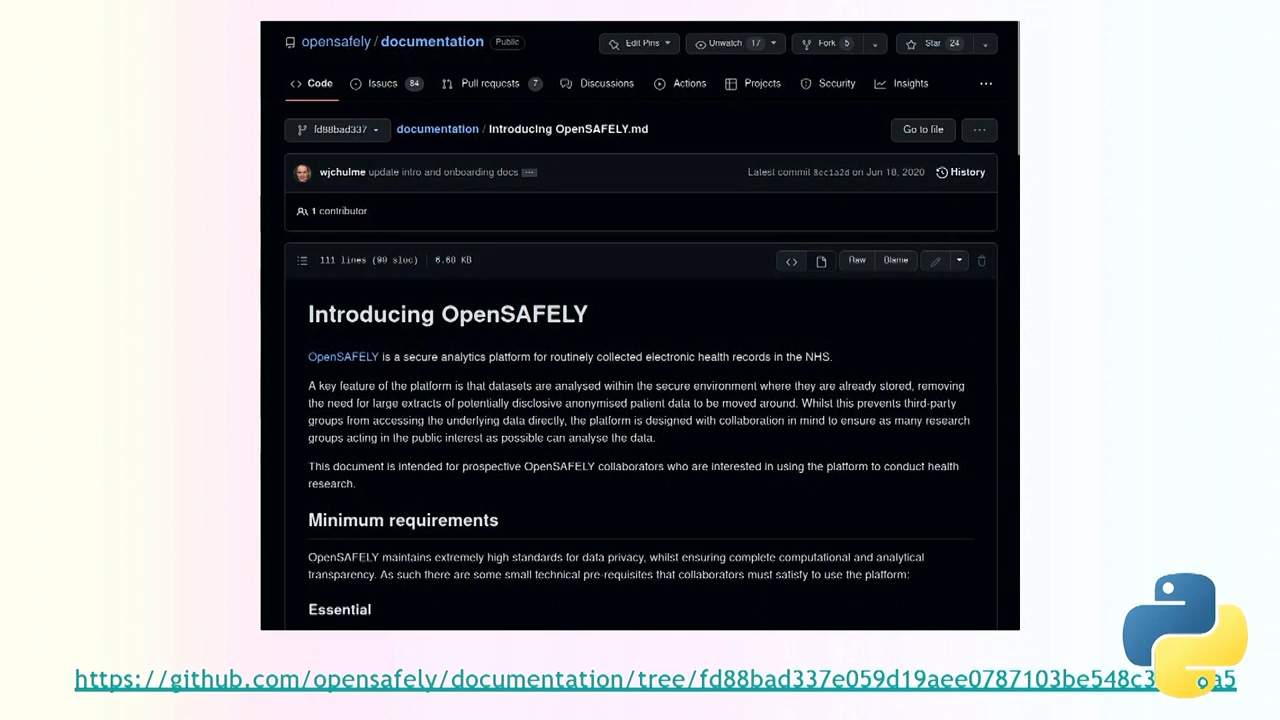 opensafely / documentation Public
Edit Pins Unwatch 17 Fork 5 Star 24
Code Issues 84 Pull requests 7 Discussions Actions Projects Security Insights ...
fd88bad337 documentation / Introducing OpenSAFELY.md Go to file ...
wjchulme update intro and onboarding docs ... Latest commit 8ec1a2d on Jun 18, 2020 History
1 contributor
111 lines (90 sloc) 6.68 KB Raw Blame
Introducing OpenSAFELY
OpenSAFELY is a secure analytics platform for routinely collected electronic health records in the NHS.
A key feature of the platform is that datasets are analysed within the secure environment where they are already stored, removing
the need for large extracts of potentially disclosive anonymised patient data to be moved around. Whilst this prevents third-party
groups from accessing the underlying data directly, the platform is designed with collaboration in mind to ensure as many research
groups acting in the public interest as possible can analyse the data.
This document is intended for prospective OpenSAFELY collaborators who are interested in using the platform to conduct health
research.
Minimum requirements
OpenSAFELY maintains extremely high standards for data privacy, whilst ensuring complete computational and analytical
transparency. As such there are some small technical pre-requisites that collaborators must satisfy to use the platform:
Essential
https://github.com/opensafely/documentation/tree/fd88bad337e059d19aee0787103be548c3